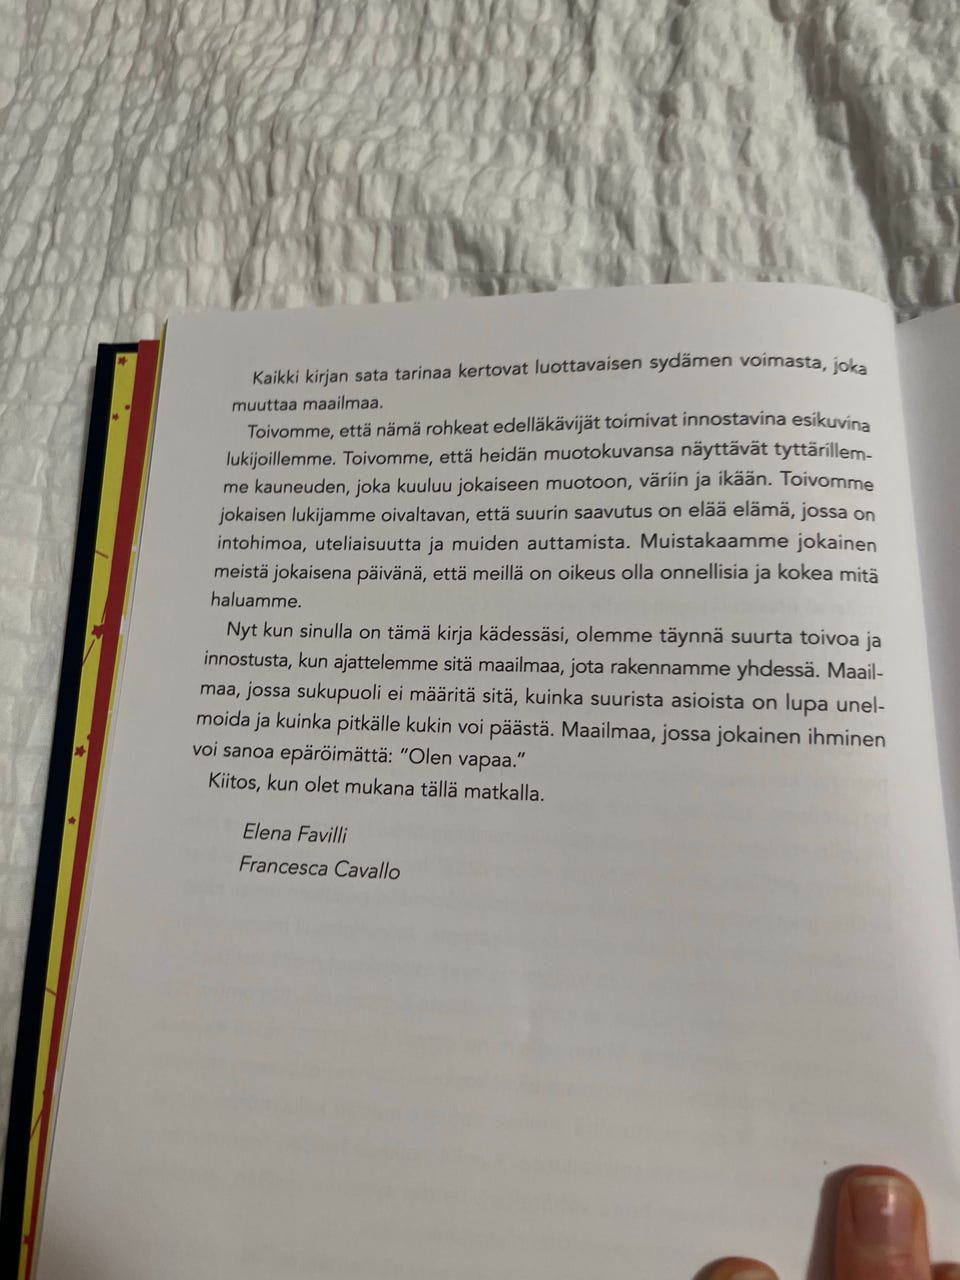 Kaikki kirjan sata tarinaa kertovat luottavaisen sydämen voimasta, joka
muuttaa maailmaa.
Toivomme, että nämä rohkeat edelläkävijät toimivat innostavina esikuvina
lukijoillemme. Toivomme, että heidän muotokuvansa näyttävät tyttärillem-
me kauneuden, joka kuuluu jokaiseen muotoon, väriin ja ikään. Toivomme
jokaisen lukijamme oivaltavan, että suurin saavutus on elää elämä, jossa on
intohimoa, uteliaisuutta ja muiden auttamista. Muistakaamme jokainen
meistä jokaisena päivänä, että meillä on oikeus olla onnellisia ja kokea mitä
haluamme.
Nyt kun sinulla on tämä kirja kädessäsi, olemme täynnä suurta toivoa ja
innostusta, kun ajattelemme sitä maailmaa, jota rakennamme yhdessä. Maail-
maa, jossa sukupuoli ei määritä sitä, kuinka suurista asioista on lupa unel-
moida ja kuinka pitkälle kukin voi päästä. Maailmaa, jossa jokainen ihminen
voi sanoa epäröimättä: ”Olen vapaa.”
Kiitos, kun olet mukana tällä matkalla.
Elena Favilli
Francesca Cavallo